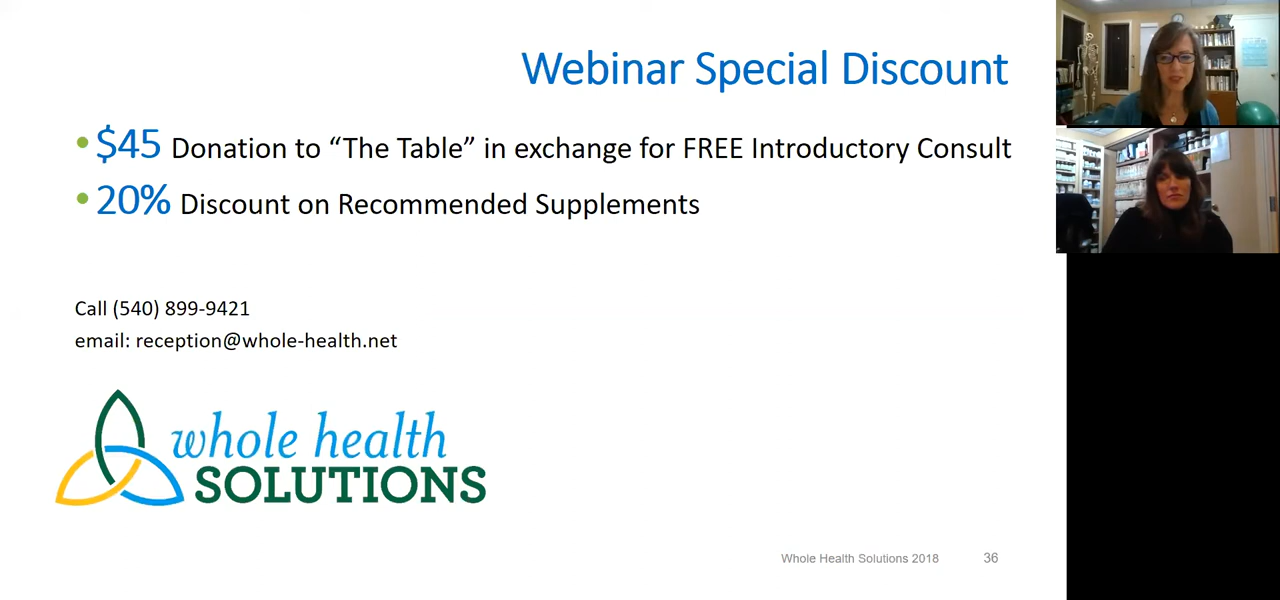 Webinar Special Discount
•$45 Donation to “The Table” in exchange for FREE Introductory Consult
•20% Discount on Recommended Supplements
Call (540) 899-9421
email: reception@whole-health.net
whole health
SOLUTIONS
Whole Health Solutions 2018 36